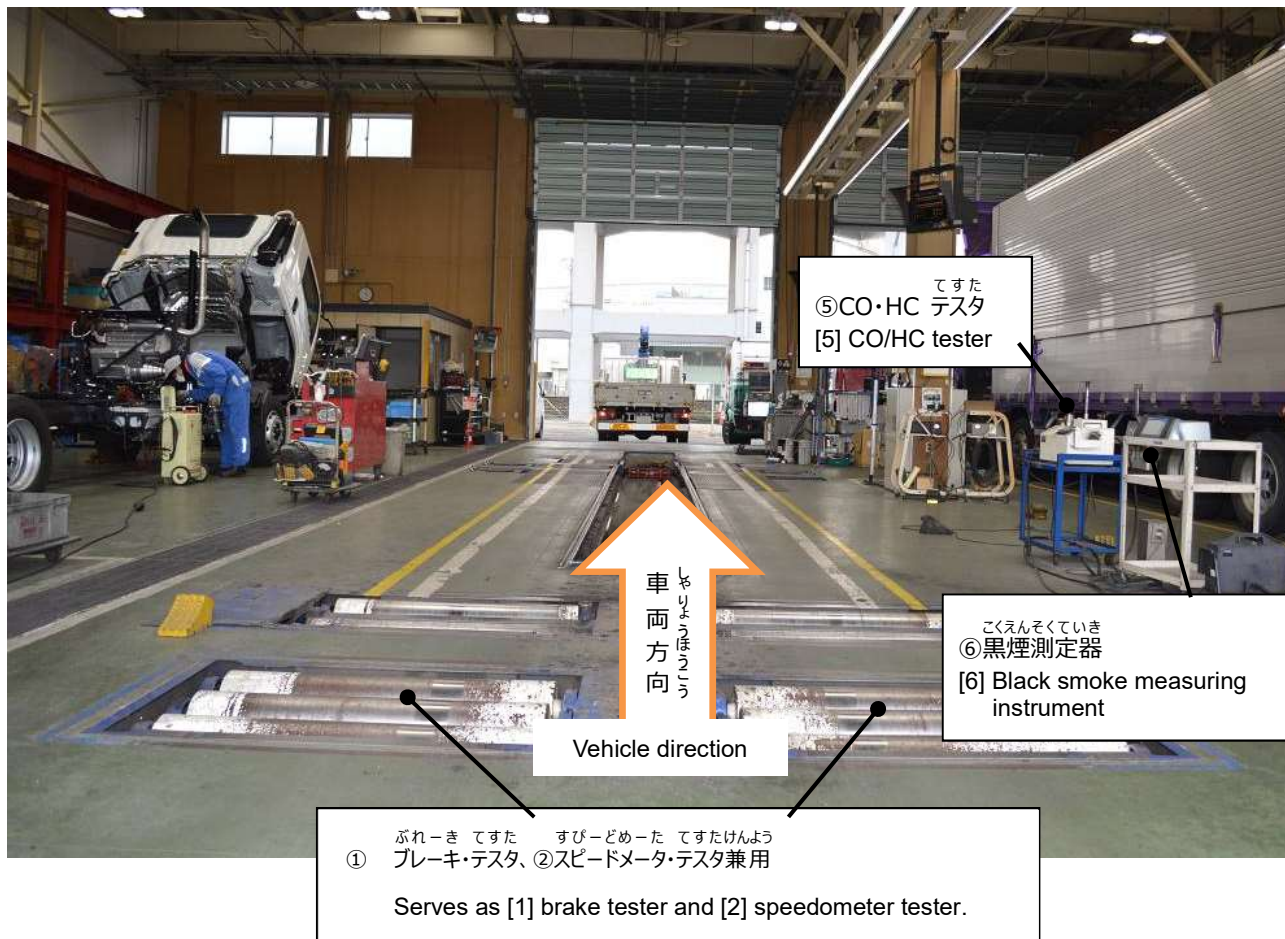 てすた
⑤CO・HC テスタ
[5] CO/HC tester
こくえんそくていき
⑥黒煙測定器
[6] Black smoke measuring
instrument
車両方向
しゃりょうほうこう
Vehicle direction
ぶれーき てすた すぴーどめーた てすたけんよう
① ブレーキ・テスタ、②スピードメータ・テスタ兼用
Serves as [1] brake tester and [2] speedometer tester.